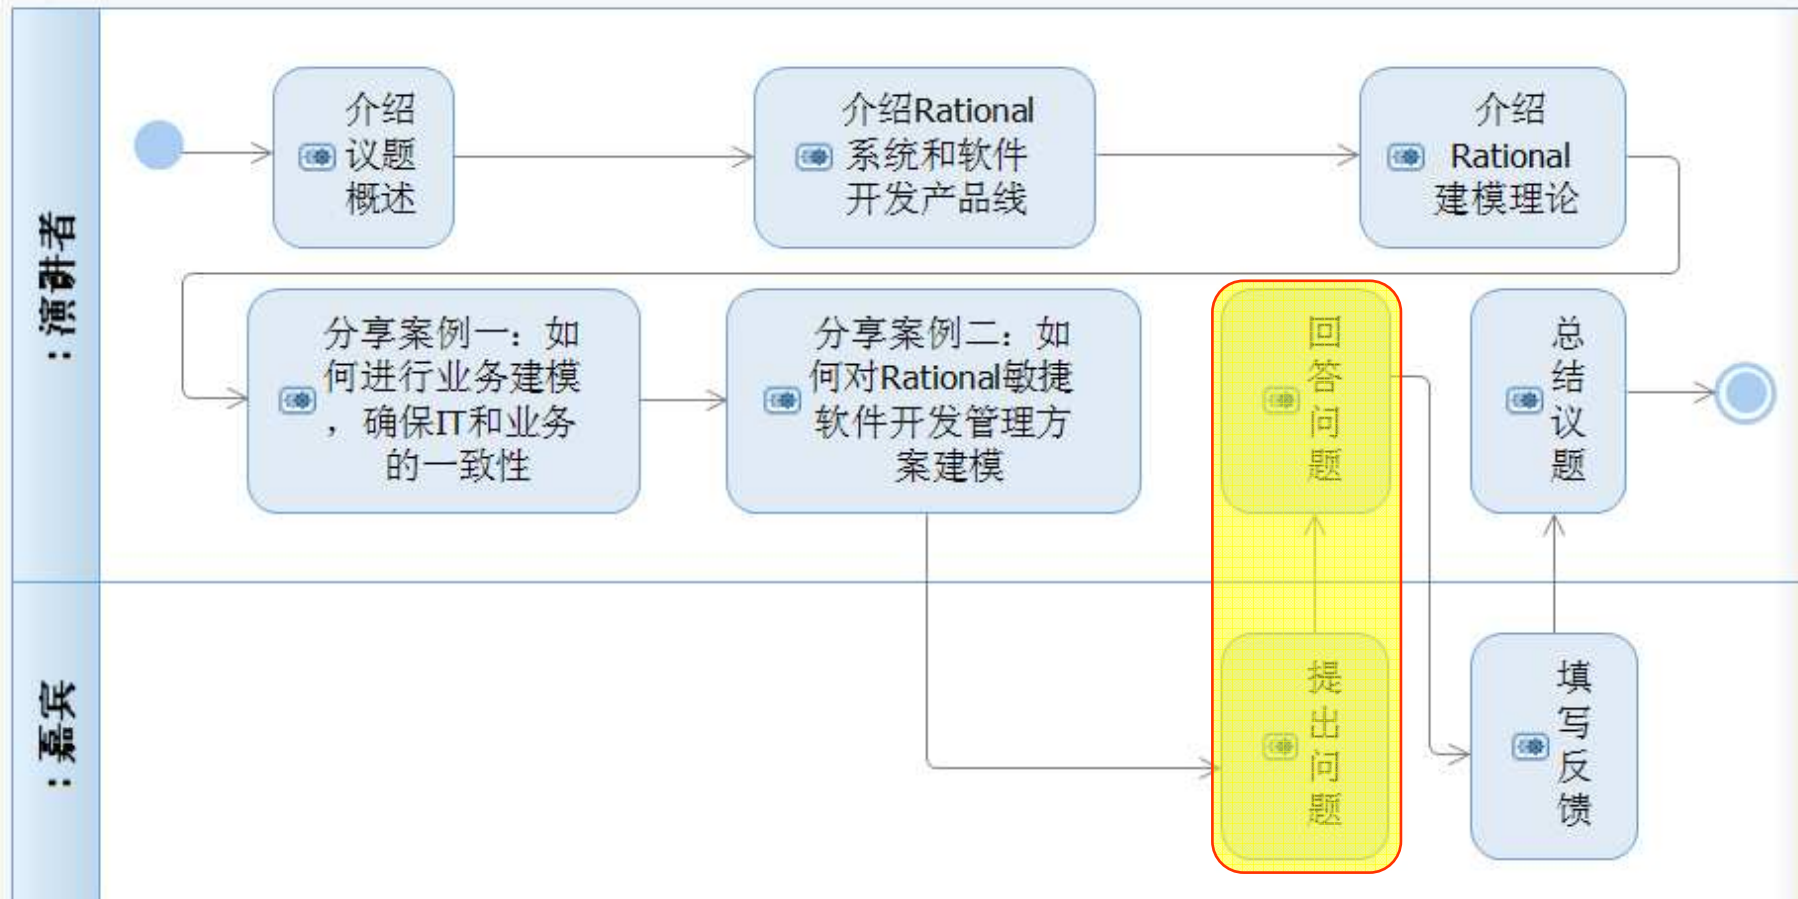 ：演讲者
介绍
议题
概述
介绍Rational
系统和软件
开发产品线
介绍
Rational
建模理论
分享案例一：如
何进行业务建模
，确保IT和业务
的一致性
分享案例二：如
何对Rational敏捷
软件开发管理方
案建模
回
答
问
题
总
结
议
题
：嘉宾
提
出
问
题
填
写
反
馈